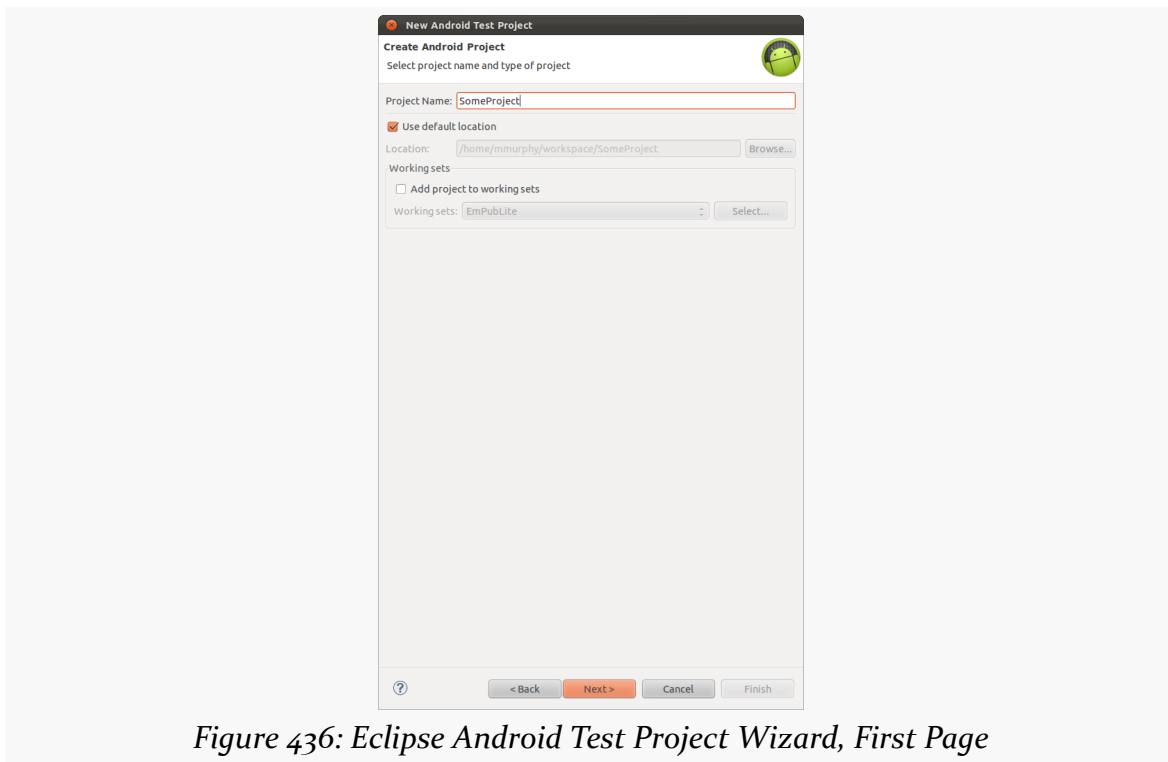 New Android Test Project
Create Android Project
Select project name and type of project
Project Name: SomeProject
Use default location
Location: /home/mmurphy/workspace/SomeProject Browse...
Working sets
Add project to working sets
Working sets: EmPubLite Select...
? < Back Next > Cancel Finish
Figure 436: Eclipse Android Test Project Wizard, First Page